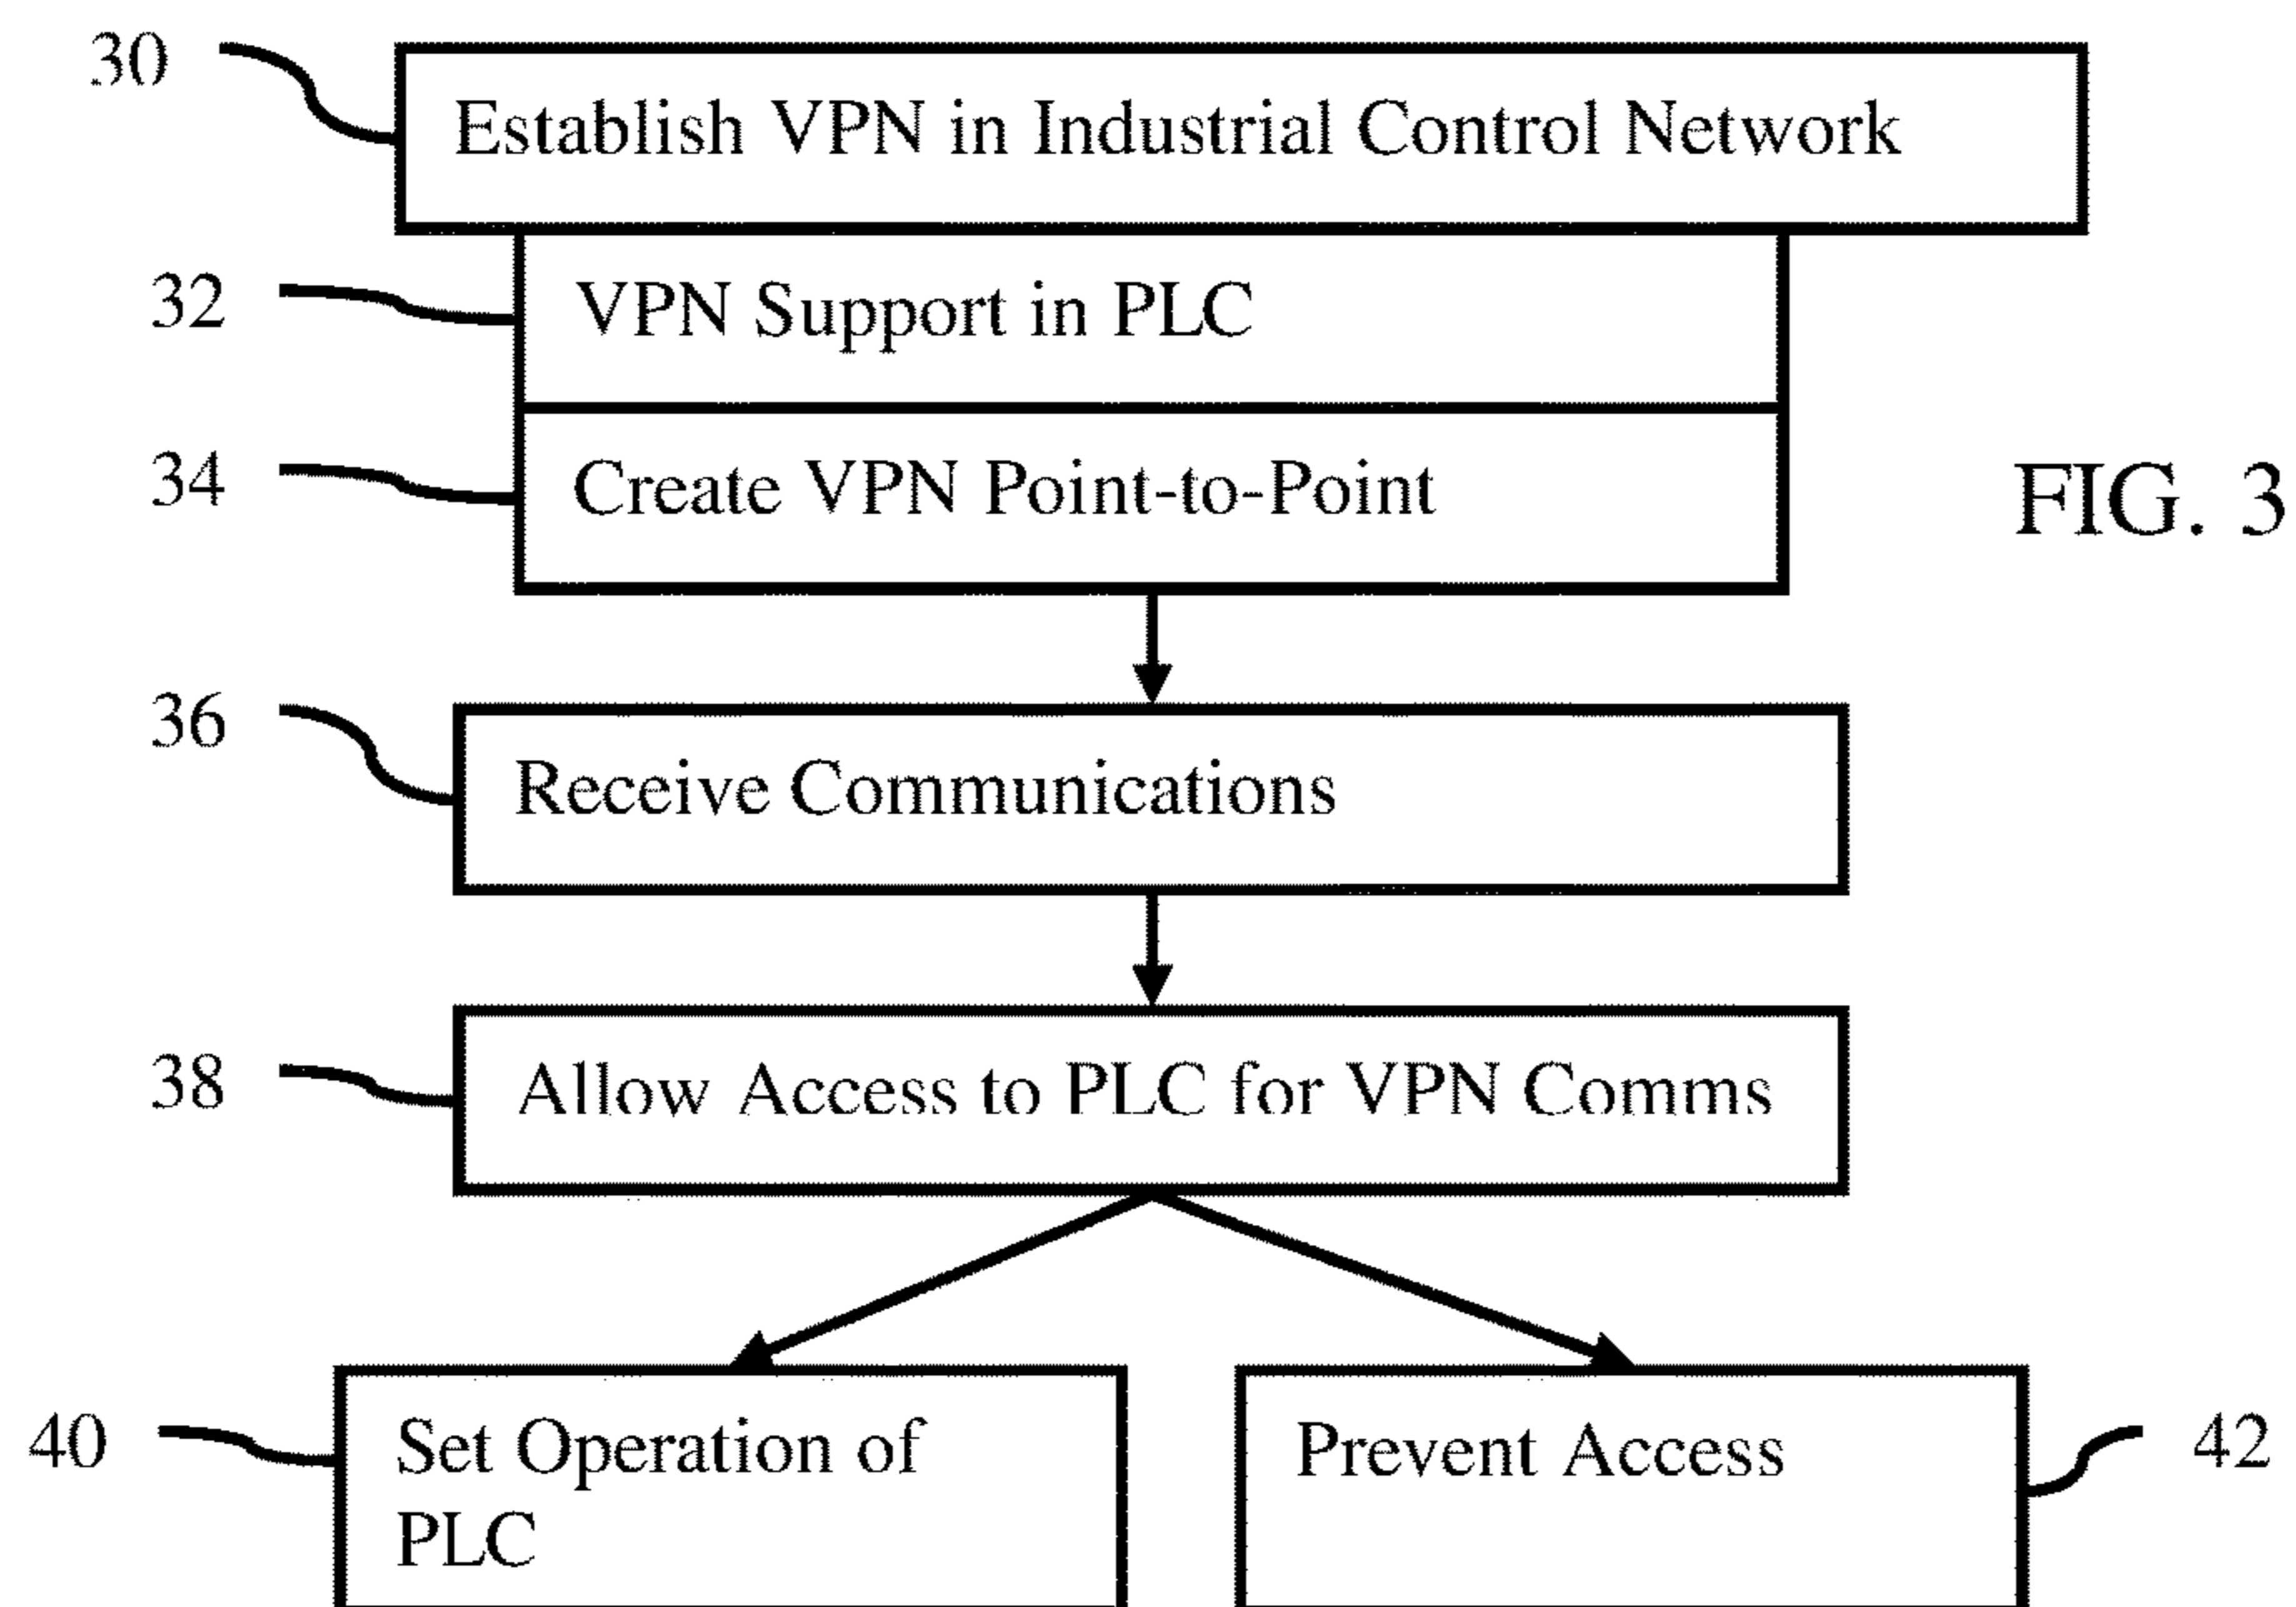 30
Establish VPN in Industrial Control Network
32
VPN Support in PLC
34
Create VPN Point-to-Point
FIG. 3
36
Receive Communications
38
Allow Access to PLC for VPN Comms
40
Set Operation of
PLC
Prevent Access
42